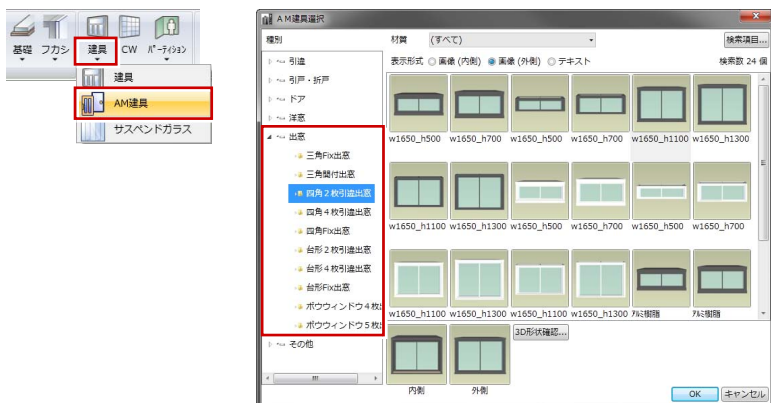 基礎 フカシ 建具 CW パーティション
建具
AM建具
サスペンドガラス
AM建具選択
種別
引違
引戸・折戸
ドア
洋窓
出窓
三角Fix出窓
三角開付出窓
四角2枚引違出窓
四角4枚引違出窓
四角Fix出窓
台形2枚引違出窓
台形4枚引違出窓
台形Fix出窓
ボウウィンドウ4枚
ボウウィンドウ5枚
その他
材質 (すべて) 検索項目...
表示形式 画像(内側) 画像(外側) テキスト 検索数 24 個
w1650_h500 w1650_h700 w1650_h500 w1650_h700 w1650_h1100 w1650_h1300
w1650_h1100 w1650_h1300 w1650_h500 w1650_h700 w1650_h500 w1650_h700
w1650_h1100 w1650_h1300 w1650_h1100 w1650_h1300 アルミ樹脂 アルミ樹脂
3D形状確認...
内側 外側
OK キャンセル